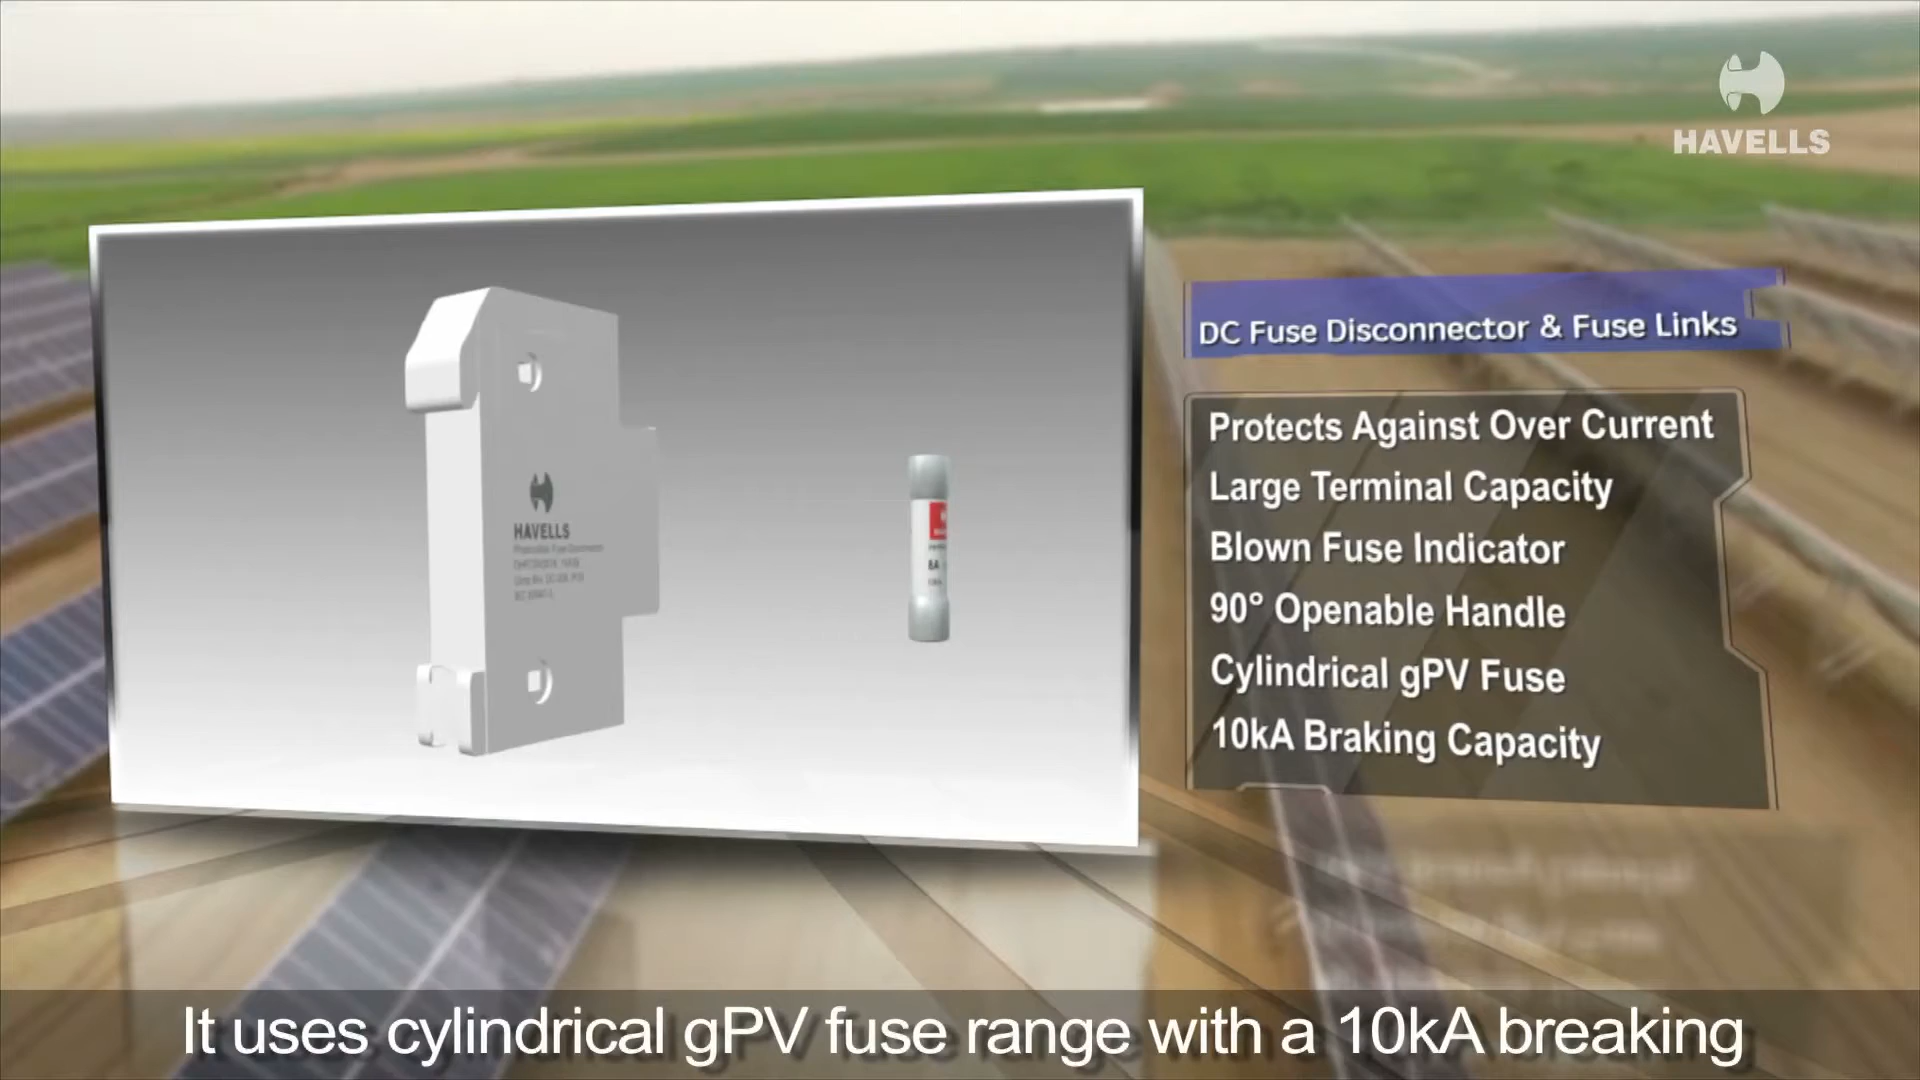 HAVELLS
DC Fuse Disconnector & Fuse Links
Protects Against Over Current
Large Terminal Capacity
Blown Fuse Indicator
90° Openable Handle
Cylindrical gPV Fuse
10kA Braking Capacity
HAVELLS
8A
It uses cylindrical gPV fuse range with a 10kA breaking